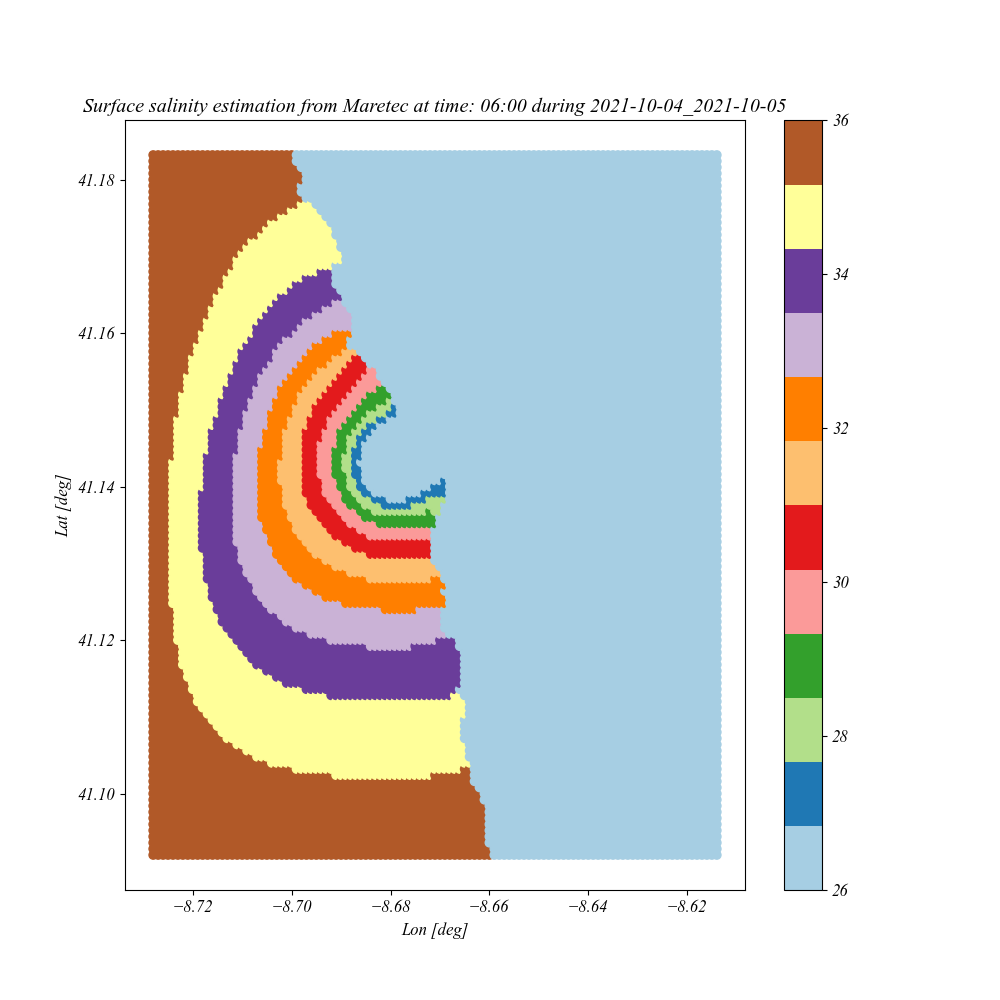 Surface salinity estimation from Maretec at time: 06:00 during 2021-10-04_2021-10-05
36
41.18
34
41.16
32
Lat [deg]
41.14
30
41.12
28
41.10
26
−8.72 −8.70 −8.68 −8.66 −8.64 −8.62
Lon [deg]